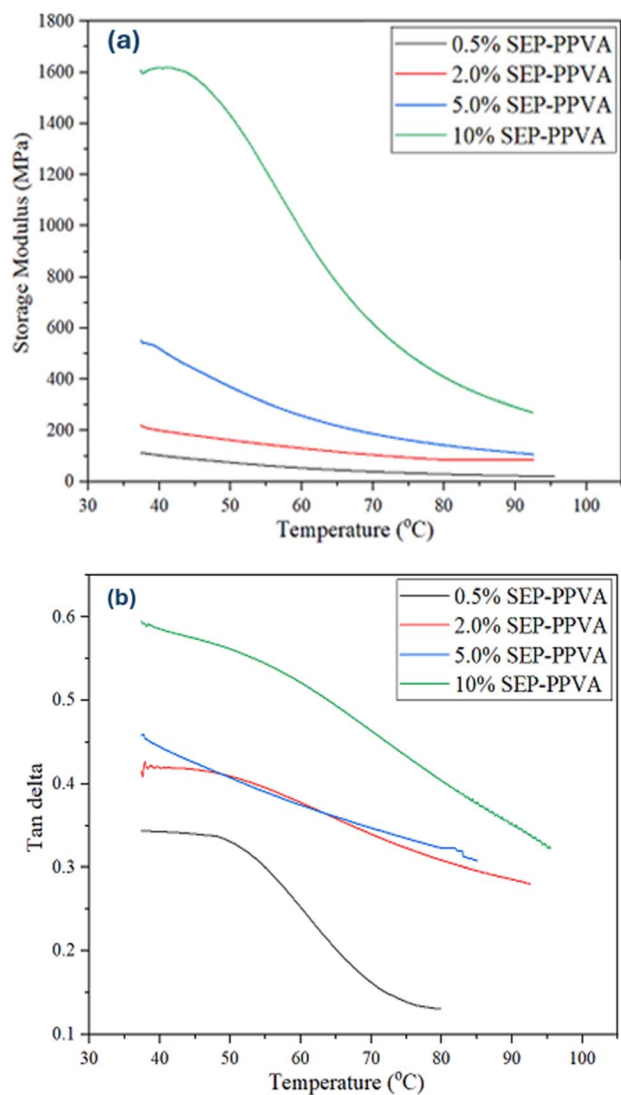 (a)
0.5% SEP-PPVA
2.0% SEP-PPVA
5.0% SEP-PPVA
10% SEP-PPVA
Storage Modulus (MPa)
1800
1600
1400
1200
1000
800
600
400
200
0
30 40 50 60 70 80 90 100
Temperature (°C)
(b)
0.5% SEP-PPVA
2.0% SEP-PPVA
5.0% SEP-PPVA
10% SEP-PPVA
Tan delta
0.6
0.5
0.4
0.3
0.2
0.1
30 40 50 60 70 80 90 100
Temperature (°C)